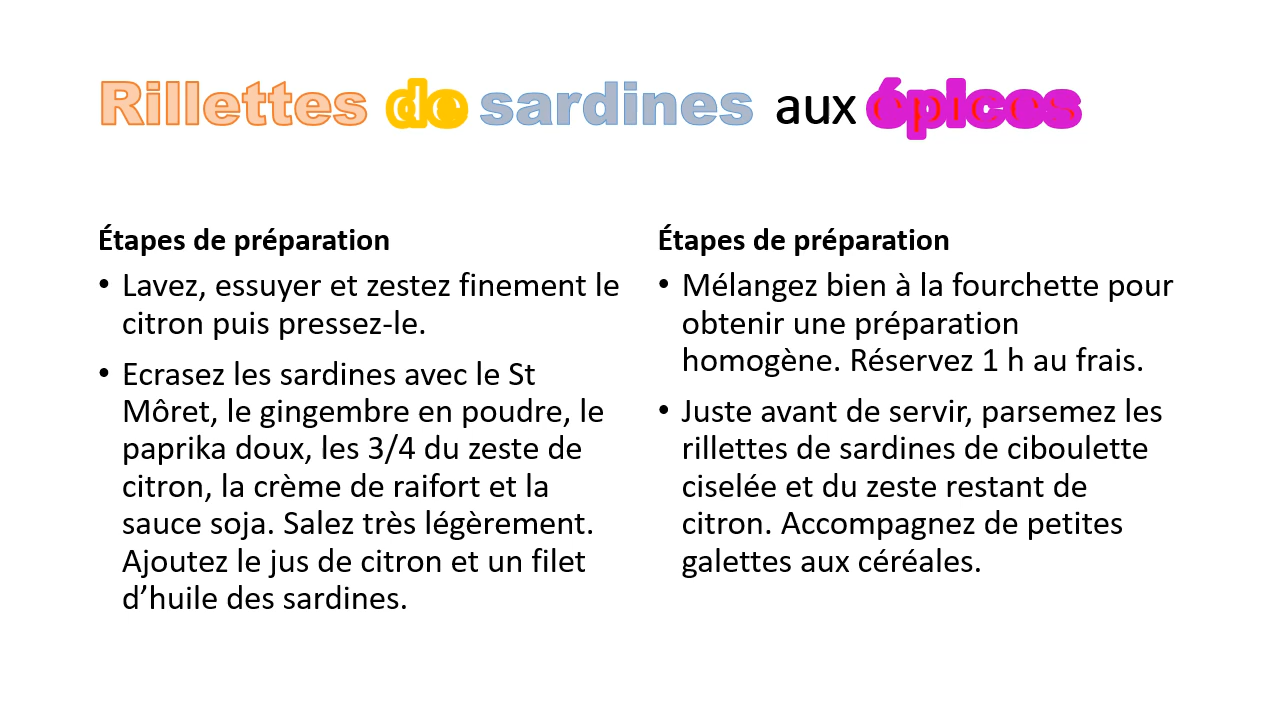 Rillettes de sardines aux épices
Étapes de préparation
• Lavez, essuyer et zestez finement le
citron puis pressez-le.
• Ecrasez les sardines avec le St
Môret, le gingembre en poudre, le
paprika doux, les 3/4 du zeste de
citron, la crème de raifort et la
sauce soja. Salez très légèrement.
Ajoutez le jus de citron et un filet
d’huile des sardines.
Étapes de préparation
• Mélangez bien à la fourchette pour
obtenir une préparation
homogène. Réservez 1 h au frais.
• Juste avant de servir, parsemez les
rillettes de sardines de ciboulette
ciselée et du zeste restant de
citron. Accompagnez de petites
galettes aux céréales.